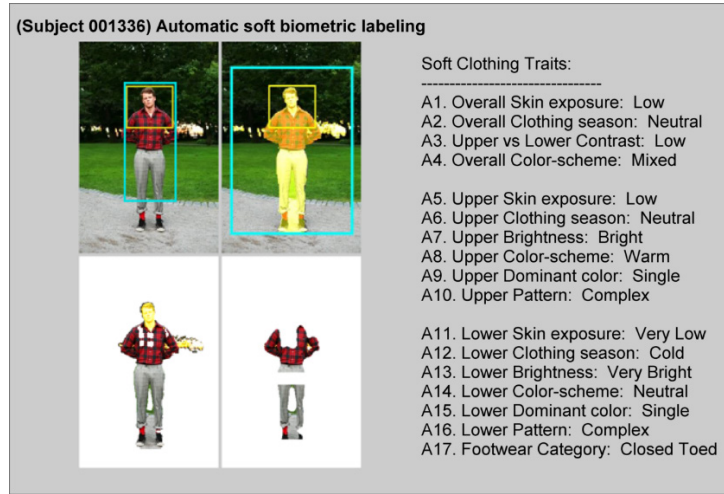 (Subject 001336) Automatic soft biometric labeling
Soft Clothing Traits:
-------------------------------
A1. Overall Skin exposure: Low
A2. Overall Clothing season: Neutral
A3. Upper vs Lower Contrast: Low
A4. Overall Color-scheme: Mixed
A5. Upper Skin exposure: Low
A6. Upper Clothing season: Neutral
A7. Upper Brightness: Bright
A8. Upper Color-scheme: Warm
A9. Upper Dominant color: Single
A10. Upper Pattern: Complex
A11. Lower Skin exposure: Very Low
A12. Lower Clothing season: Cold
A13. Lower Brightness: Very Bright
A14. Lower Color-scheme: Neutral
A15. Lower Dominant color: Single
A16. Lower Pattern: Complex
A17. Footwear Category: Closed Toed